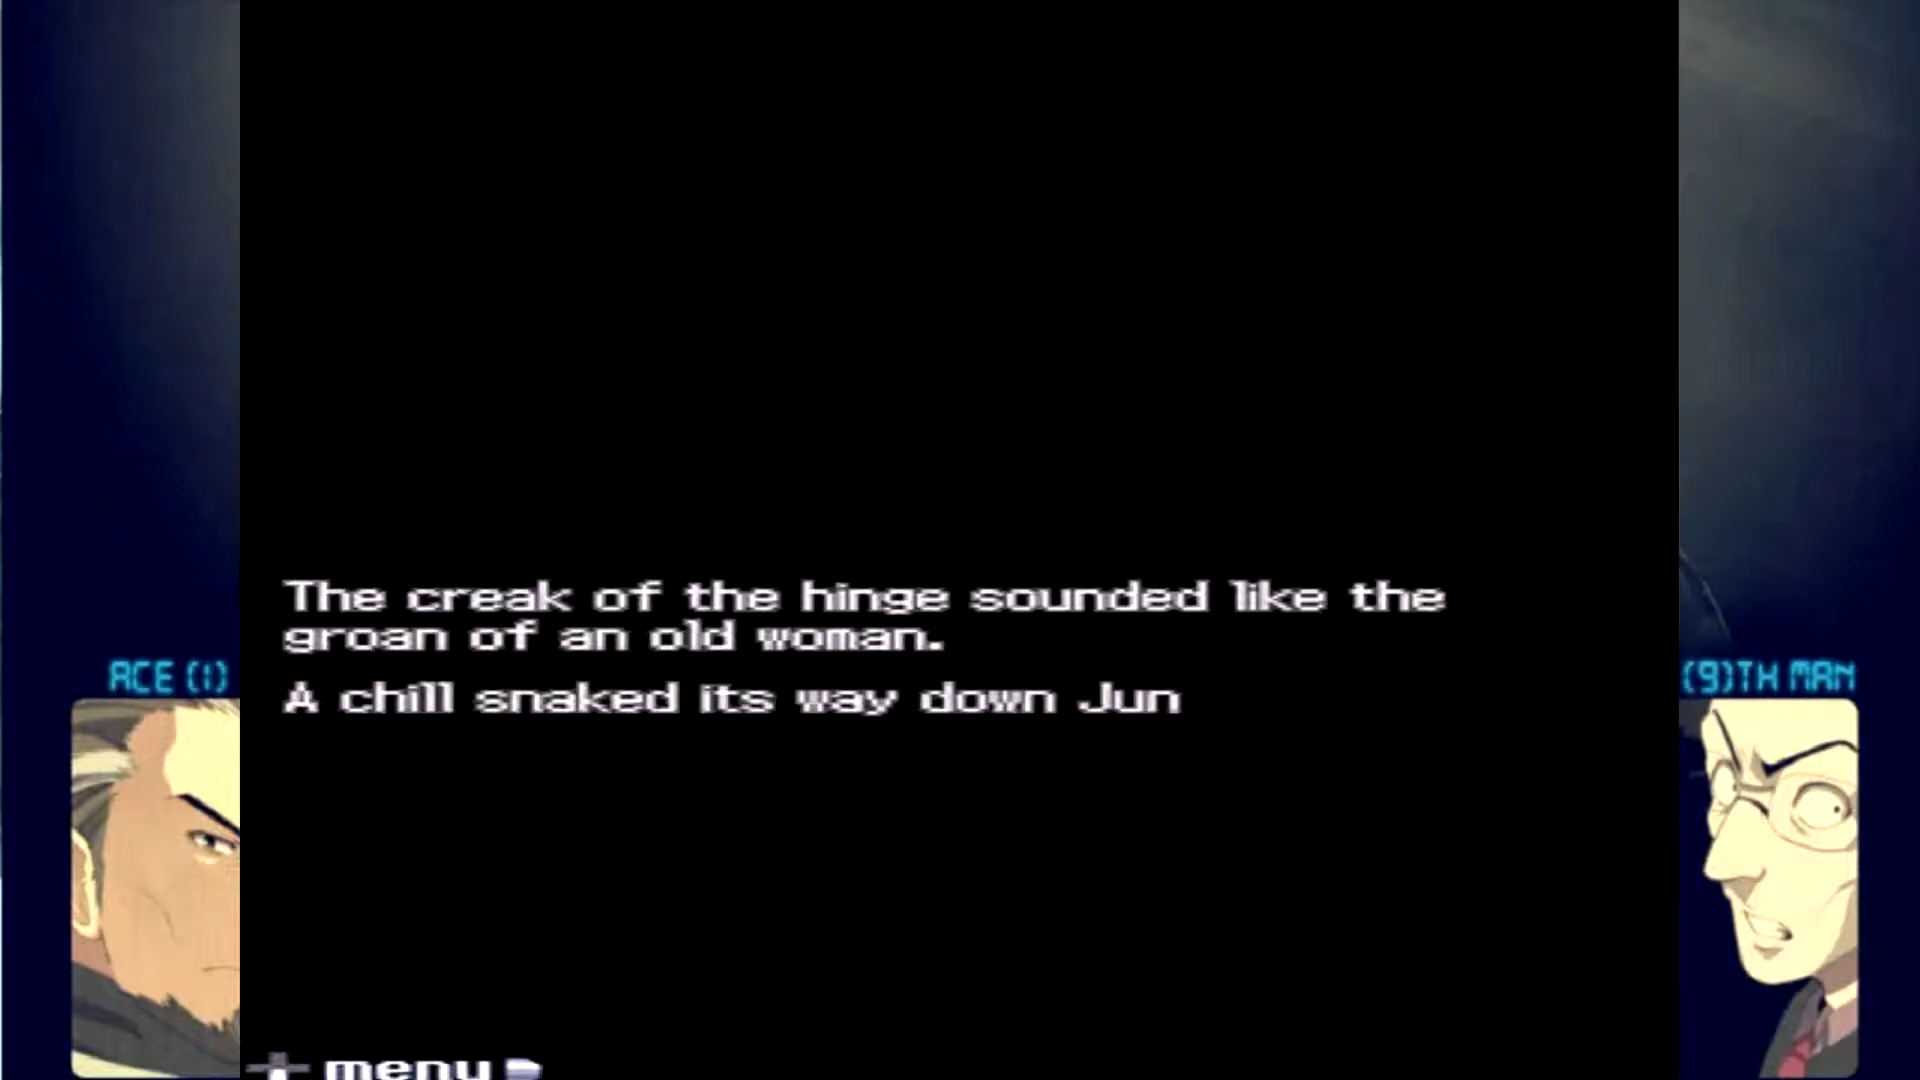 The creak of the hinge sounded like the
groan of an old woman.
A chill snaked its way down Jun
ACE (1)
(9)TH MAN
menu